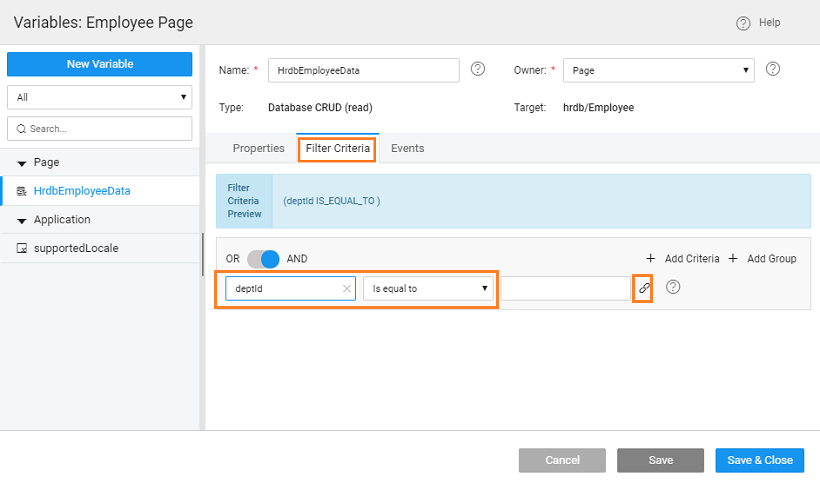 Variables: Employee Page
? Help
New Variable
All
Search...
Page
HrdbEmployeeData
Application
supportedLocale
Name: * HrdbEmployeeData ?
Owner: * Page ?
Type: Database CRUD (read)
Target: hrdb/Employee
Properties Filter Criteria Events
Filter
Criteria
Preview
(deptId IS_EQUAL_TO )
OR AND
+ Add Criteria + Add Group
deptId Is equal to ?
Cancel Save Save & Close